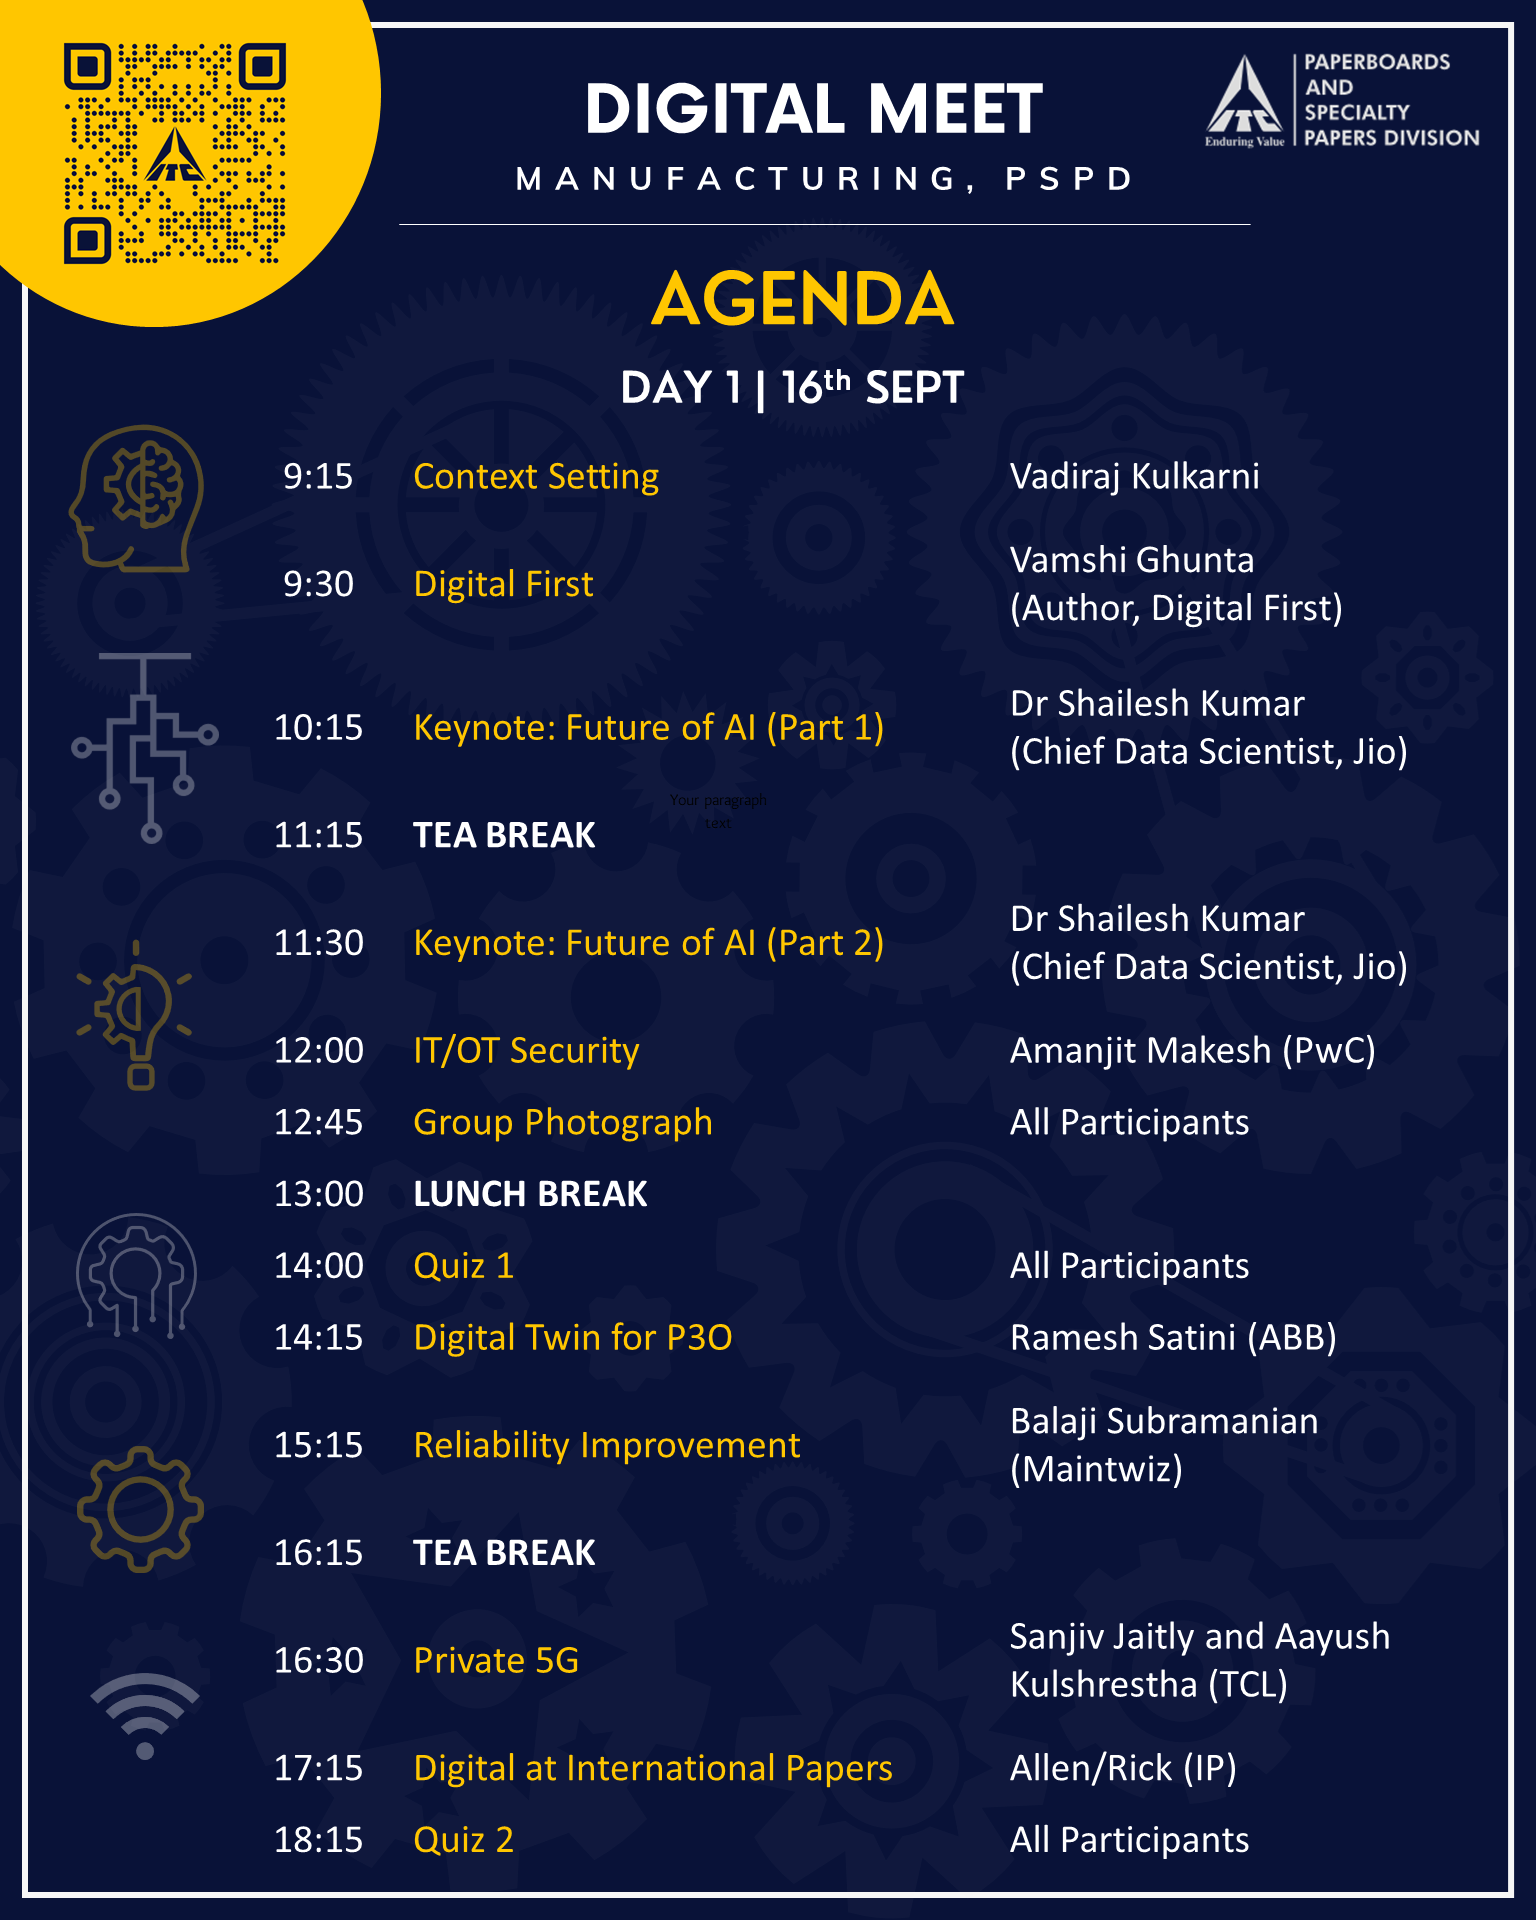 PAPERBOARDS
AND
SPECIALTY
PAPERS DIVISION
ITC
Enduring Value
ITC
DIGITAL MEET
MANUFACTURING, PSPD
AGENDA
DAY 1 | 16th SEPT
9:15 Context Setting Vadiraj Kulkarni
9:30 Digital First Vamshi Ghunta
(Author, Digital First)
10:15 Keynote: Future of AI (Part 1) Dr Shailesh Kumar
(Chief Data Scientist, Jio)
Your paragraph
text
11:15 TEA BREAK
11:30 Keynote: Future of AI (Part 2) Dr Shailesh Kumar
(Chief Data Scientist, Jio)
12:00 IT/OT Security Amanjit Makesh (PwC)
12:45 Group Photograph All Participants
13:00 LUNCH BREAK
14:00 Quiz 1 All Participants
14:15 Digital Twin for P3O Ramesh Satini (ABB)
15:15 Reliability Improvement Balaji Subramanian
(Maintwiz)
16:15 TEA BREAK
16:30 Private 5G Sanjiv Jaitly and Aayush
Kulshrestha (TCL)
17:15 Digital at International Papers Allen/Rick (IP)
18:15 Quiz 2 All Participants